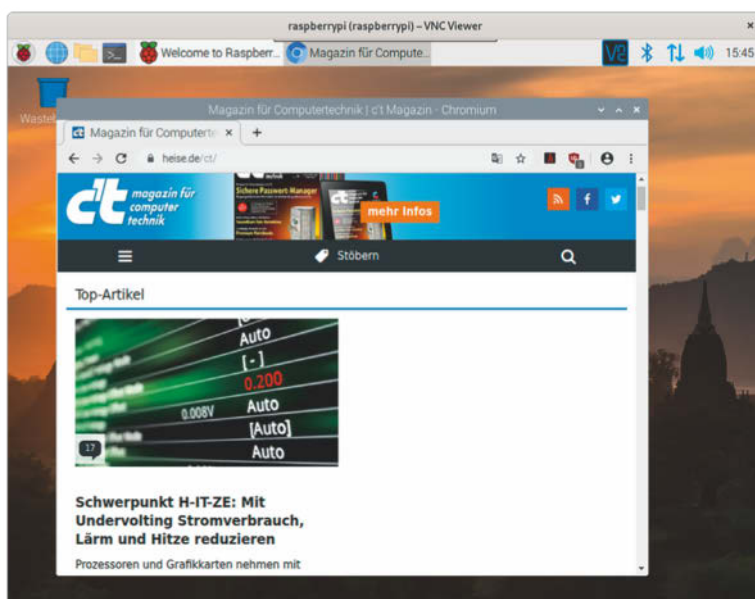 raspberrypi (raspberrypi) – VNC Viewer
Welcome to Raspberr...
Magazin für Compute...
15:45
Magazin für Computertechnik | c't Magazin - Chromium
Magazin für Computerte
heise.de/ct/
c't magazin für
computer
technik
Sichere Passwort-Manager
mehr Infos
Stöbern
Top-Artikel
Auto
[-]
0.200
0.008V
Auto
[Auto]
Auto
17
Schwerpunkt H-IT-ZE: Mit
Undervolting Stromverbrauch,
Lärm und Hitze reduzieren
Prozessoren und Grafikkarten nehmen mit